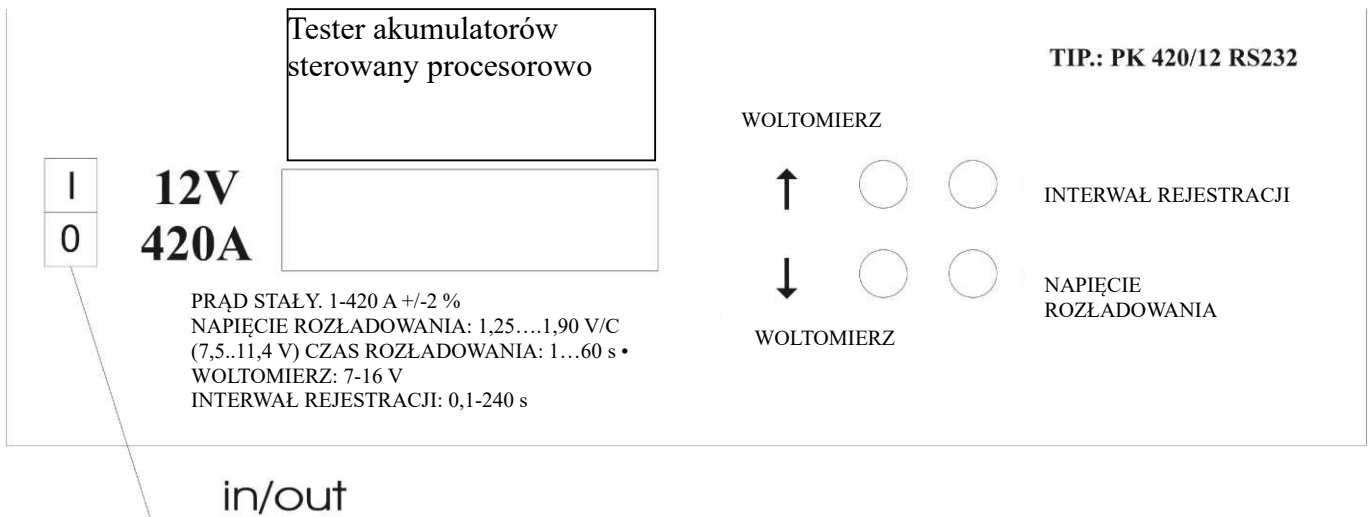 Tester akumulatorów
sterowany procesorowo
TIP.: PK 420/12 RS232
WOLTOMIERZ
I
12V
↑
INTERWAŁ REJESTRACJI
0
420A
↓
NAPIĘCIE
ROZŁADOWANIA
WOLTOMIERZ
PRĄD STAŁY. 1-420 A +/-2 %
NAPIĘCIE ROZŁADOWANIA: 1,25….1,90 V/C
(7,5..11,4 V) CZAS ROZŁADOWANIA: 1…60 s •
WOLTOMIERZ: 7-16 V
INTERWAŁ REJESTRACJI: 0,1-240 s
in/out